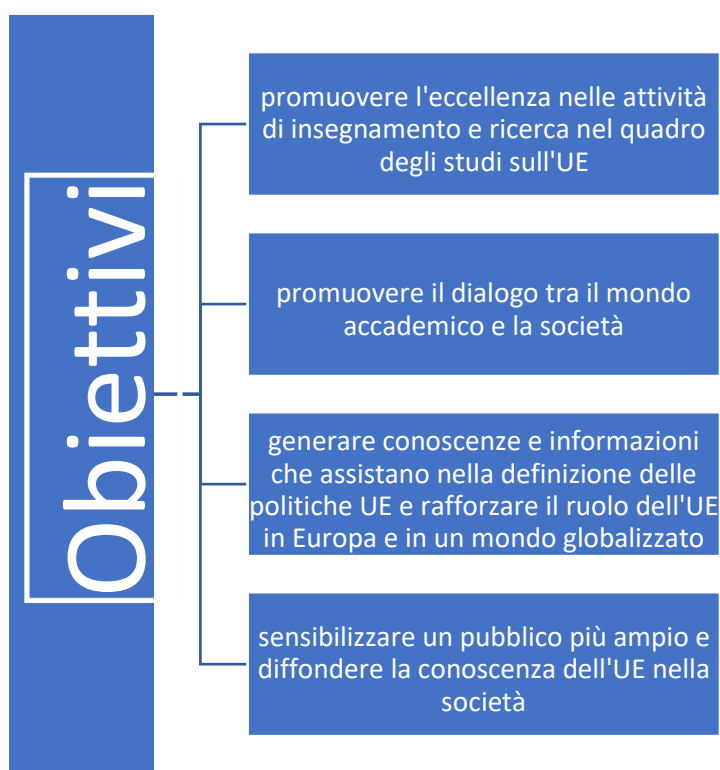 Obiettivi
promuovere l'eccellenza nelle attività
di insegnamento e ricerca nel quadro
degli studi sull'UE
promuovere il dialogo tra il mondo
accademico e la società
generare conoscenze e informazioni
che assistano nella definizione delle
politiche UE e rafforzare il ruolo dell'UE
in Europa e in un mondo globalizzato
sensibilizzare un pubblico più ampio e
diffondere la conoscenza dell'UE nella
società